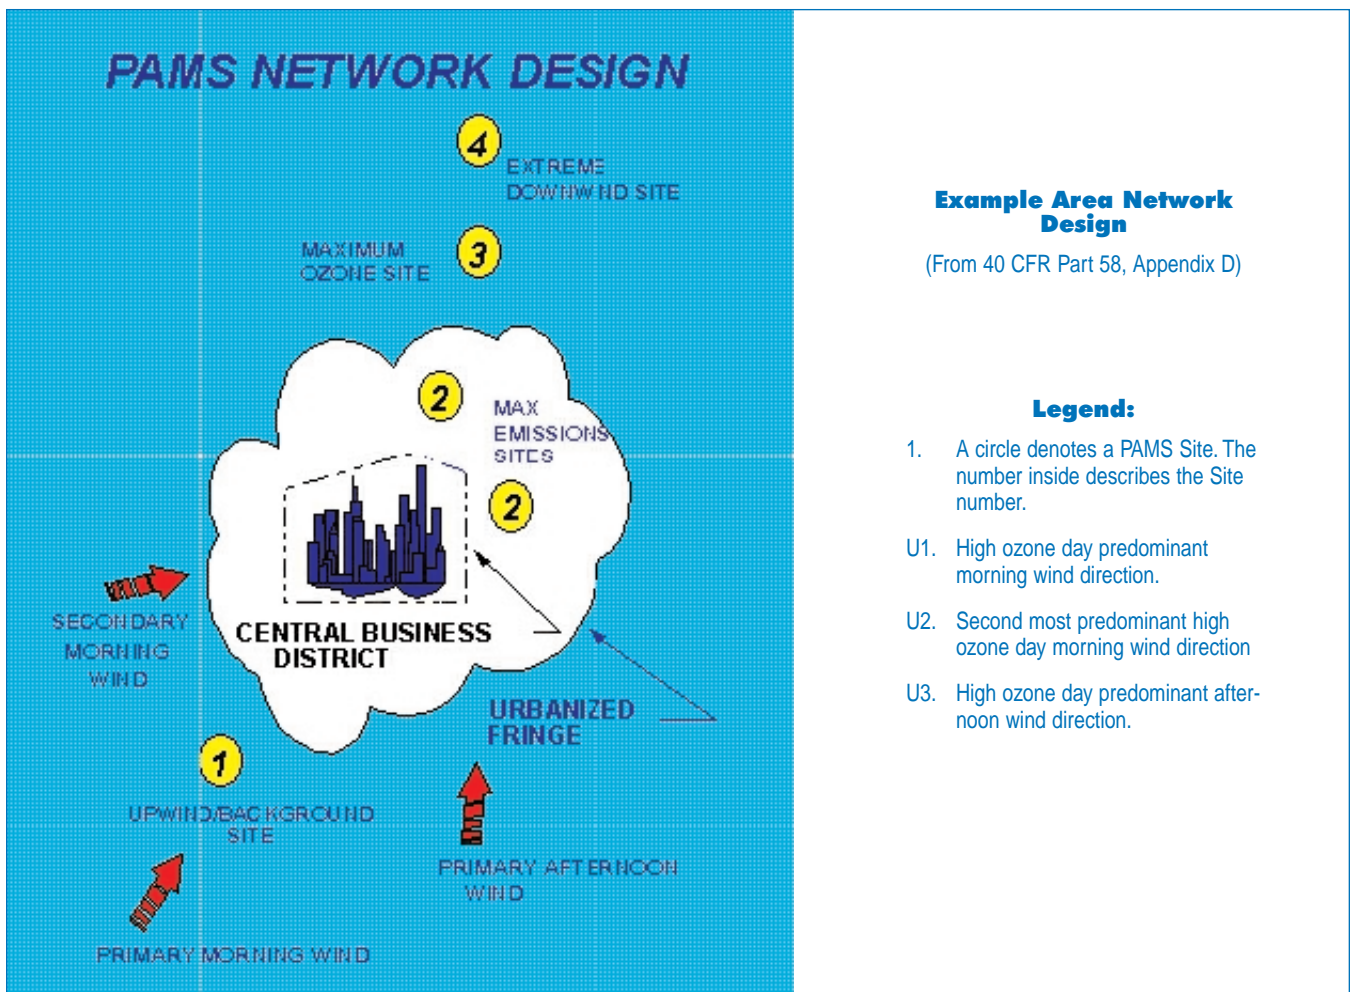 PAMS NETWORK DESIGN
4
EXTREME
DOWNWIND SITE
MAXIMUM
OZONE SITE
3
2
MAX
EMISSIONS
SITES
2
SECONDARY
MORNING
WIND
CENTRAL BUSINESS
DISTRICT
URBANIZED
FRINGE
1
UPWIND/BACKGROUND
SITE
PRIMARY AFTERNOON
WIND
PRIMARY MORNING WIND
Example Area Network
Design
(From 40 CFR Part 58, Appendix D)
Legend:
1. A circle denotes a PAMS Site. The
number inside describes the Site
number.
U1. High ozone day predominant
morning wind direction.
U2. Second most predominant high
ozone day morning wind direction
U3. High ozone day predominant after-
noon wind direction.